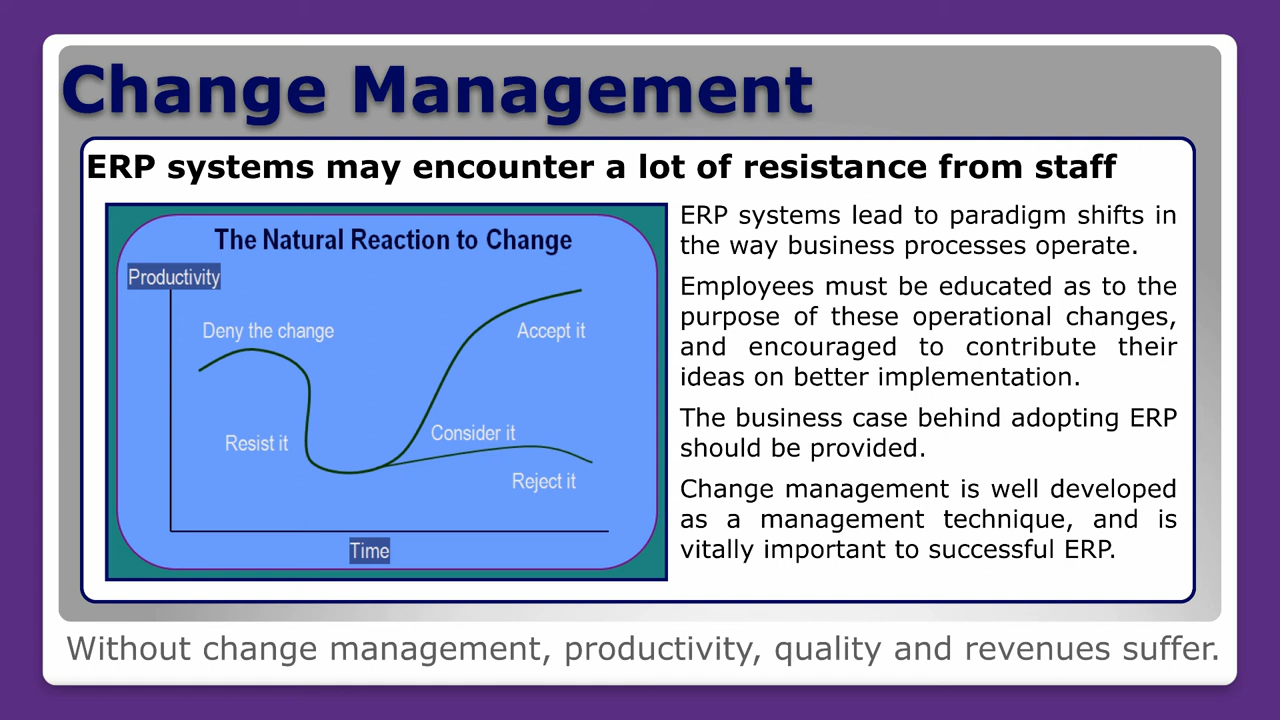 Change Management
ERP systems may encounter a lot of resistance from staff
The Natural Reaction to Change
Productivity
Deny the change
Accept it
Resist it
Consider it
Reject it
Time
ERP systems lead to paradigm shifts in
the way business processes operate.
Employees must be educated as to the
purpose of these operational changes,
and encouraged to contribute their
ideas on better implementation.
The business case behind adopting ERP
should be provided.
Change management is well developed
as a management technique, and is
vitally important to successful ERP.
Without change management, productivity, quality and revenues suffer.